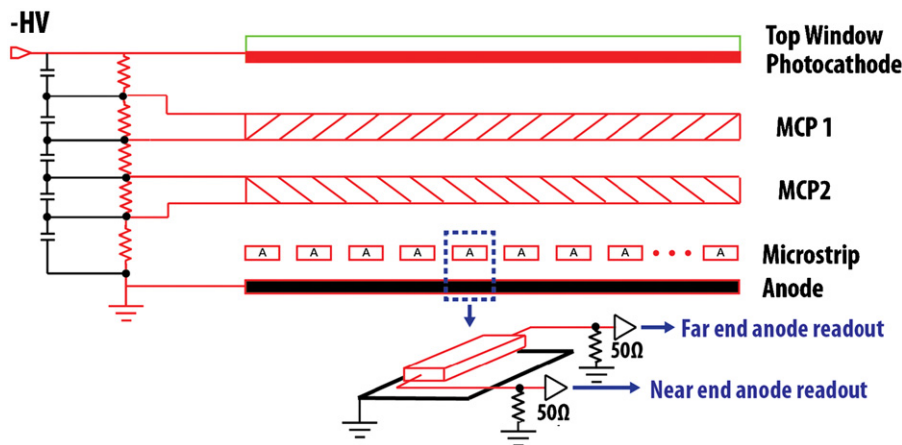 -HV
Top Window
Photocathode
MCP 1
MCP2
A A A A A A A A A
Microstrip
Anode
50Ω
Far end anode readout
50Ω
Near end anode readout